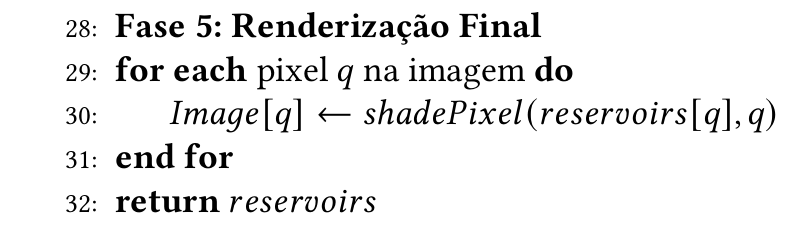 28: Fase 5: Renderização Final
29: for each pixel q na imagem do
30: Image[q] ← shadePixel(reservoirs[q], q)
31: end for
32: return reservoirs